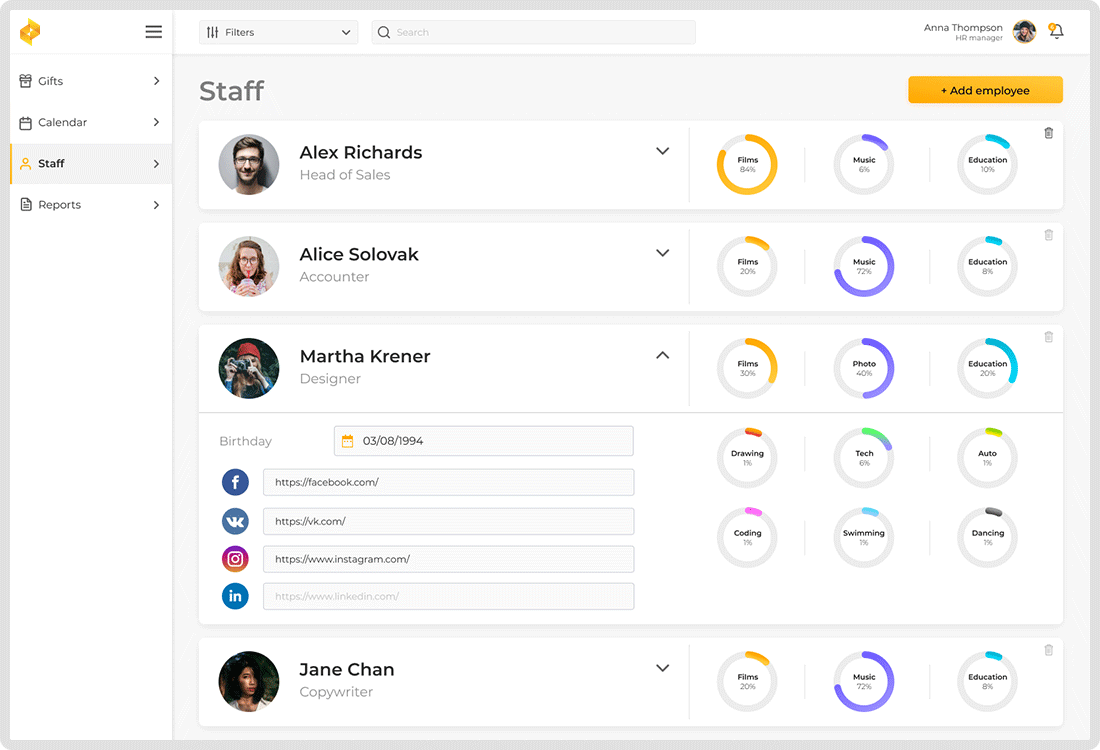 Filters
Search
Anna Thompson
HR manager
Gifts
Calendar
Staff
Reports
Staff
+ Add employee
Alex Richards
Head of Sales
Films
84%
Music
6%
Education
10%
Alice Solovak
Accounter
Films
20%
Music
72%
Education
8%
Martha Krener
Designer
Films
30%
Photo
40%
Education
20%
Birthday
03/08/1994
https://facebook.com/
https://vk.com/
https://www.instagram.com/
https://www.linkedin.com/
Drawing
1%
Tech
6%
Auto
1%
Coding
1%
Swimming
1%
Dancing
1%
Jane Chan
Copywriter
Films
20%
Music
72%
Education
8%